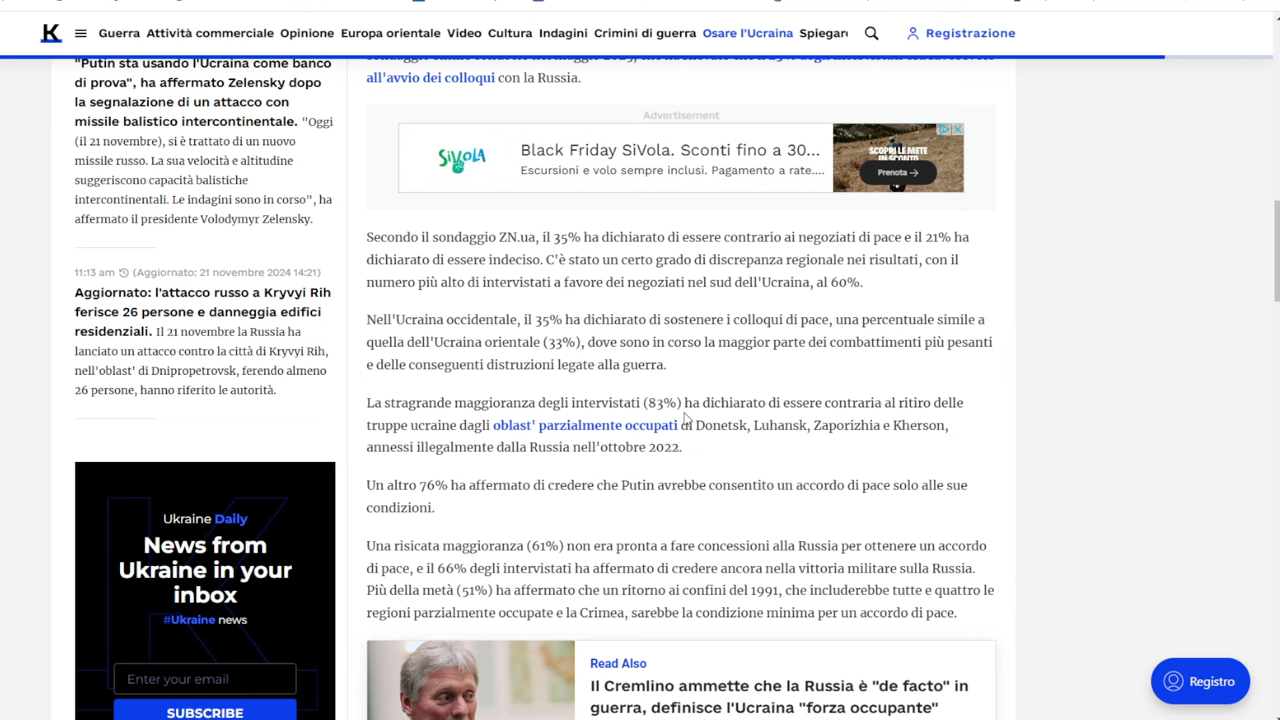 K
Guerra Attività commerciale Opinione Europa orientale Video Cultura Indagini Crimini di guerra Osare l'Ucraina Spiegar
Registrazione
"Putin sta usando l'Ucraina come banco
di prova", ha affermato Zelensky dopo
la segnalazione di un attacco con
missile balistico intercontinentale. "Oggi
(il 21 novembre), si è trattato di un nuovo
missile russo. La sua velocità e altitudine
suggeriscono capacità balistiche
intercontinentali. Le indagini sono in corso", ha
affermato il presidente Volodymyr Zelensky.
11:13 am (Aggiornato: 21 novembre 2024 14:21)
Aggiornato: l'attacco russo a Kryvyi Rih
ferisce 26 persone e danneggia edifici
residenziali. Il 21 novembre la Russia ha
lanciato un attacco contro la città di Kryvyi Rih,
nell'oblast' di Dnipropetrovsk, ferendo almeno
26 persone, hanno riferito le autorità.
Ukraine Daily
News from
Ukraine in your
inbox
#Ukraine news
Enter your email
SUBSCRIBE
all'avvio dei colloqui con la Russia.
Advertisement
SiVOLA
Black Friday SiVola. Sconti fino a 30...
Escursioni e volo sempre inclusi. Pagamento a rate....
SCOPRI LE METE
IN SCONTO
Prenota →
Secondo il sondaggio ZN.ua, il 35% ha dichiarato di essere contrario ai negoziati di pace e il 21% ha
dichiarato di essere indeciso. C'è stato un certo grado di discrepanza regionale nei risultati, con il
numero più alto di intervistati a favore dei negoziati nel sud dell'Ucraina, al 60%.
Nell'Ucraina occidentale, il 35% ha dichiarato di sostenere i colloqui di pace, una percentuale simile a
quella dell'Ucraina orientale (33%), dove sono in corso la maggior parte dei combattimenti più pesanti
e delle conseguenti distruzioni legate alla guerra.
La stragrande maggioranza degli intervistati (83%) ha dichiarato di essere contraria al ritiro delle
truppe ucraine dagli oblast' parzialmente occupati di Donetsk, Luhansk, Zaporizhia e Kherson,
annessi illegalmente dalla Russia nell'ottobre 2022.
Un altro 76% ha affermato di credere che Putin avrebbe consentito un accordo di pace solo alle sue
condizioni.
Una risicata maggioranza (61%) non era pronta a fare concessioni alla Russia per ottenere un accordo
di pace, e il 66% degli intervistati ha affermato di credere ancora nella vittoria militare sulla Russia.
Più della metà (51%) ha affermato che un ritorno ai confini del 1991, che includerebbe tutte e quattro le
regioni parzialmente occupate e la Crimea, sarebbe la condizione minima per un accordo di pace.
Read Also
Il Cremlino ammette che la Russia è "de facto" in
guerra, definisce l'Ucraina "forza occupante"
Registro